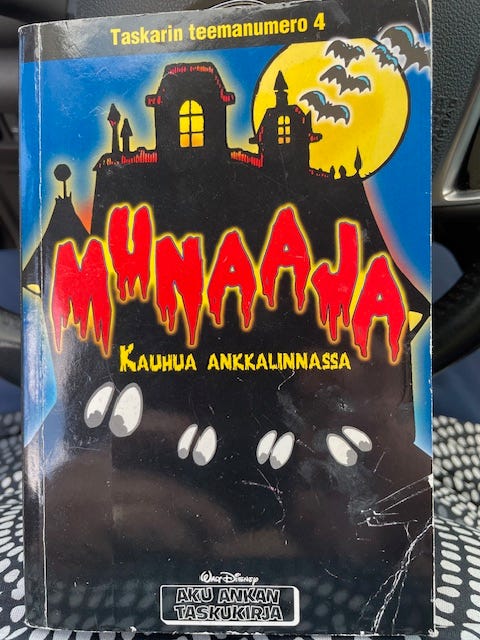 Taskarin teemanumero 4
MUNAAJA
KAUHUA ANKKALINNASSA
WALT DISNEY
AKU ANKAN
TASKUKIRJA